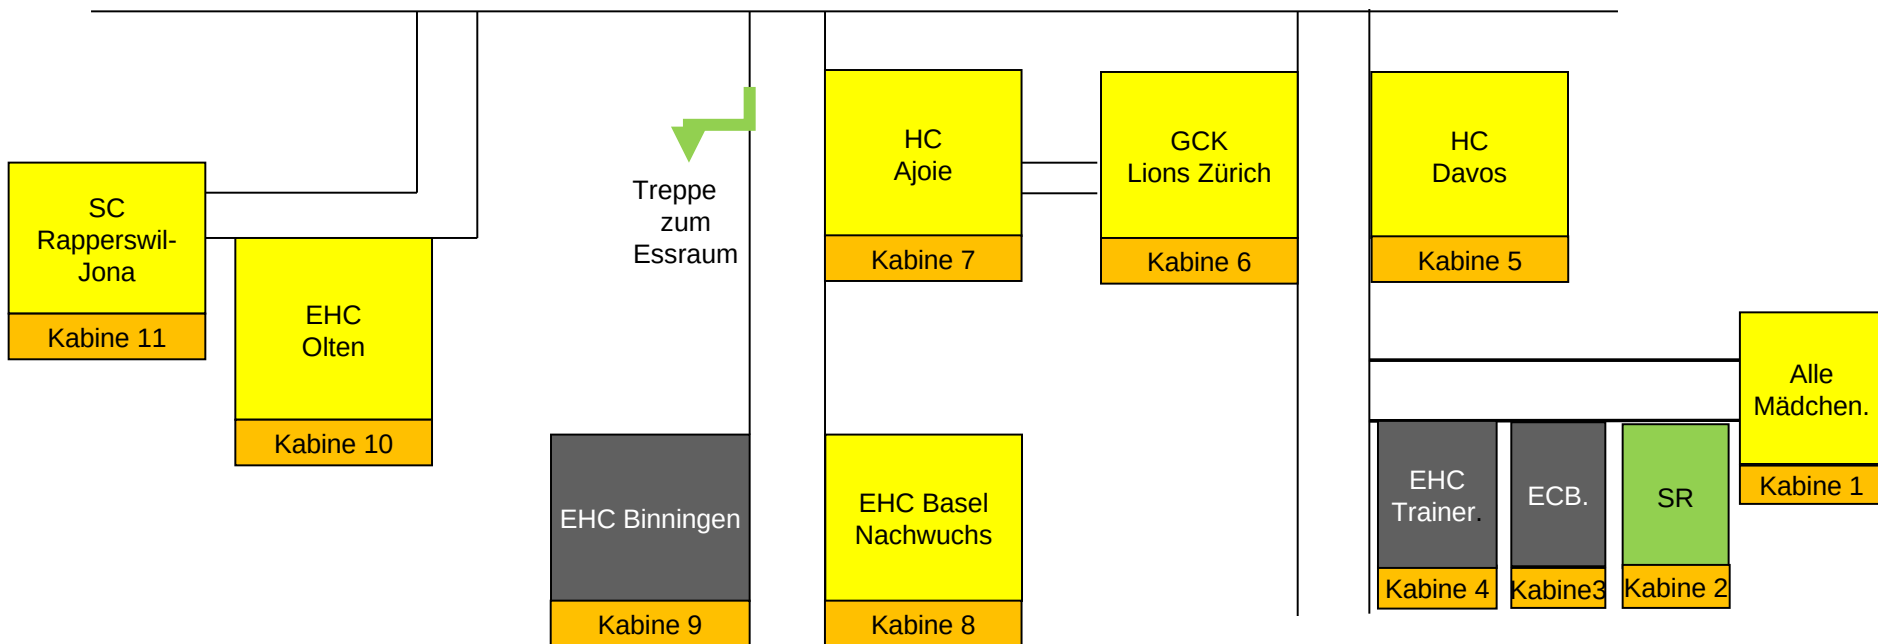 SC
Rapperswil-
Jona
Kabine 11
EHC
Olten
Kabine 10
Treppe
zum
Essraum
EHC Binningen
Kabine 9
HC
Ajoie
Kabine 7
EHC Basel
Nachwuchs
Kabine 8
GCK
Lions Zürich
Kabine 6
HC
Davos
Kabine 5
EHC
Trainer.
Kabine 4
ECB.
Kabine3
SR
Kabine 2
Alle
Mädchen.
Kabine 1